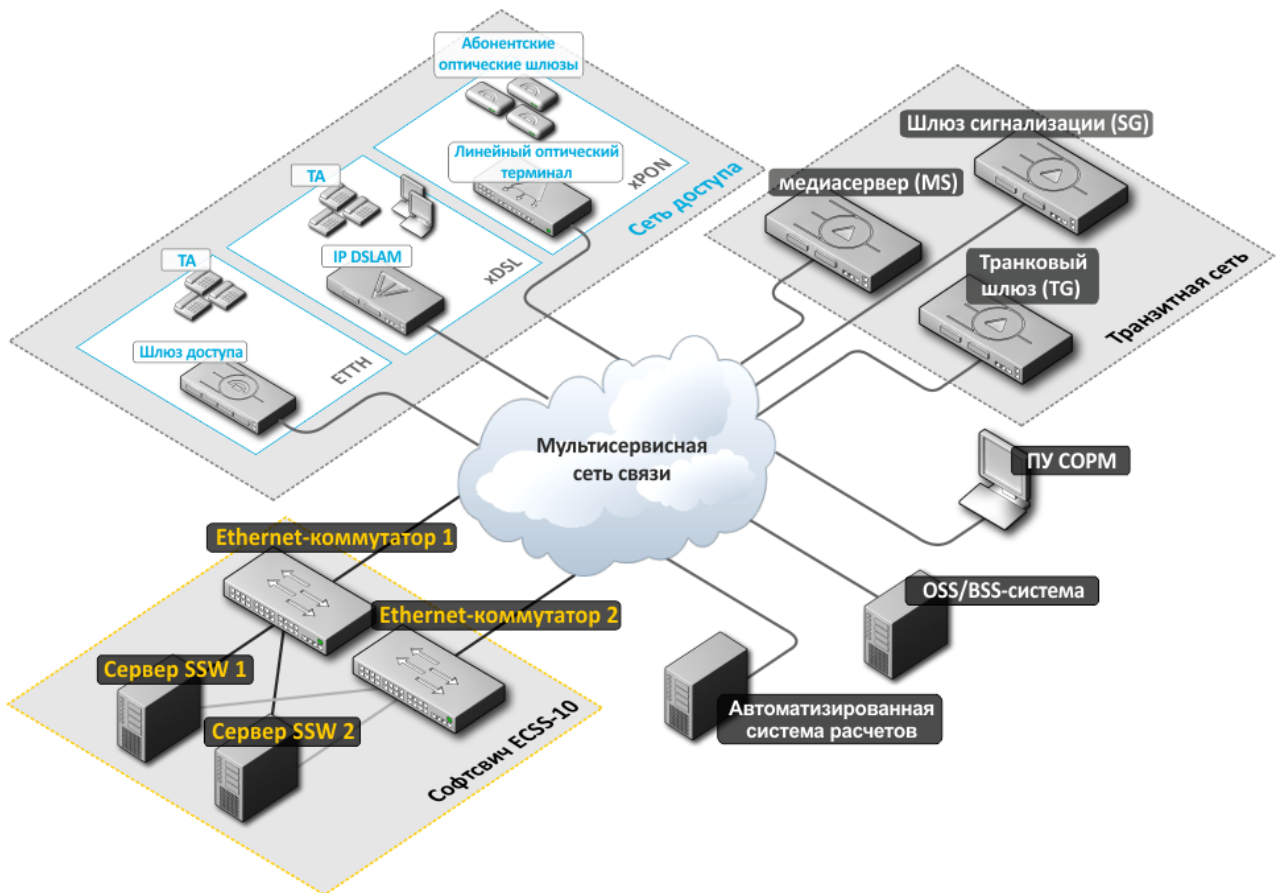 Абонентские
оптические шлюзы
Линейный оптический
терминал
xPON
Сеть доступа
ТА
IP DSLAM
xDSL
ТА
Шлюз доступа
ETTH
Шлюз сигнализации (SG)
медиасервер (MS)
Транковый
шлюз (TG)
Транзитная сеть
Мультисервисная
сеть связи
ПУ СОРМ
OSS/BSS-система
Автоматизированная
система расчетов
Ethernet-коммутатор 1
Ethernet-коммутатор 2
Сервер SSW 1
Сервер SSW 2
Софтсвич ECSS-10